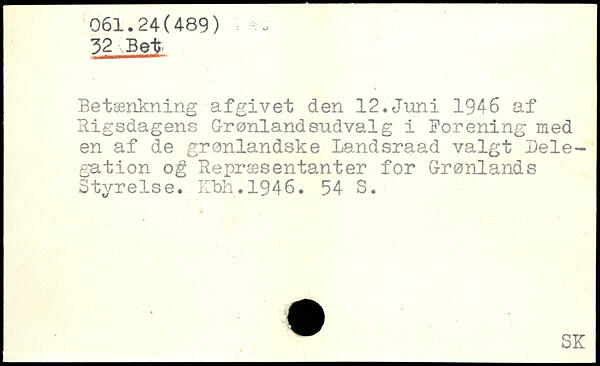 061.24(489)
32 Bet
Betænkning afgivet den 12.Juni 1946 af
Rigsdagens Grønlandsudvalg i Forening med
en af de grønlandske Landsraad valgt Dele-
gation og Repræsentanter for Grønlands
Styrelse. Kbh.1946. 54 S.
SK